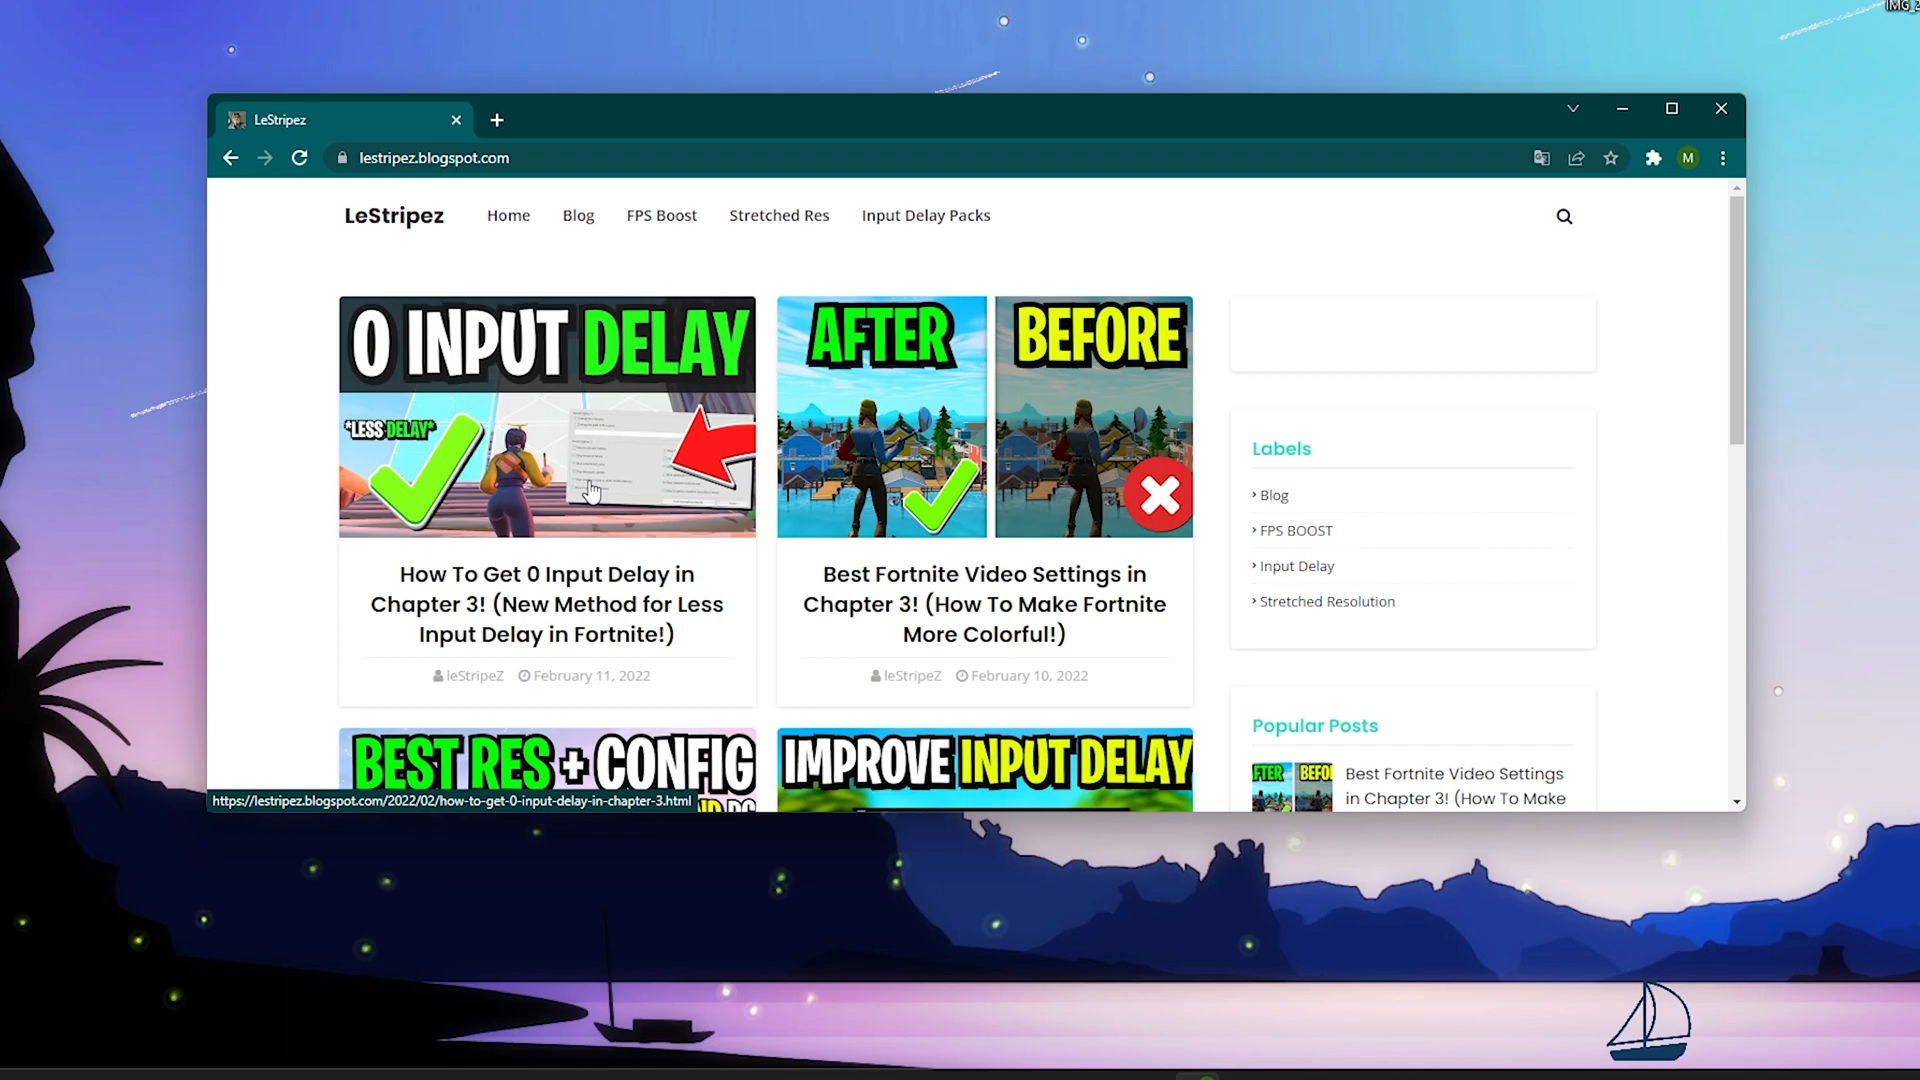 IMG_2
LeStripez
lestripez.blogspot.com
M
LeStripez Home Blog FPS Boost Stretched Res Input Delay Packs
0 INPUT DELAY
*LESS DELAY*
AFTER BEFORE
How To Get 0 Input Delay in
Chapter 3! (New Method for Less
Input Delay in Fortnite!)
leStripeZ February 11, 2022
Best Fortnite Video Settings in
Chapter 3! (How To Make Fortnite
More Colorful!)
leStripeZ February 10, 2022
BEST RES + CONFIG
IMPROVE INPUT DELAY
Labels
Blog
FPS BOOST
Input Delay
Stretched Resolution
Popular Posts
Best Fortnite Video Settings
in Chapter 3! (How To Make
https://lestripez.blogspot.com/2022/02/how-to-get-0-input-delay-in-chapter-3.html